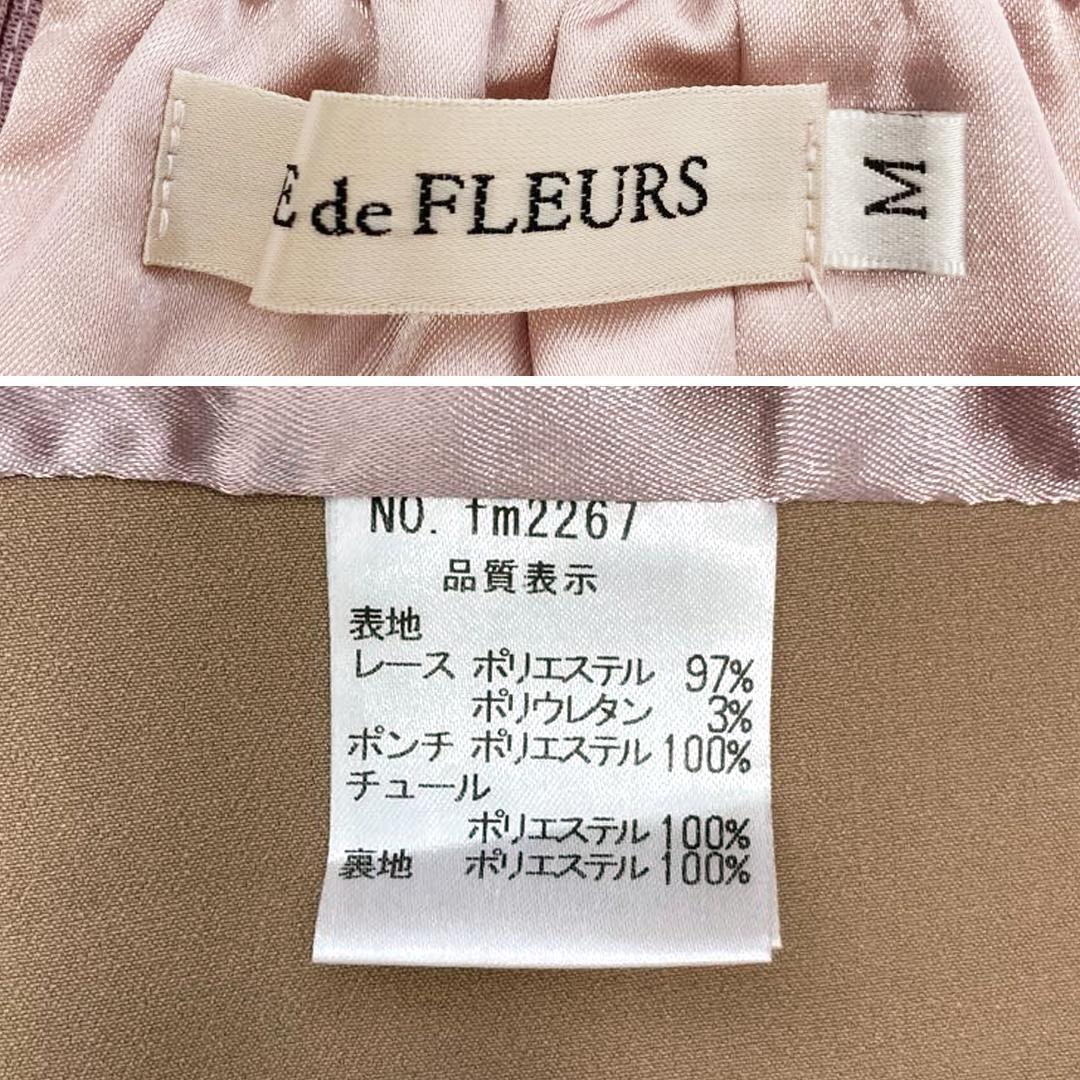 E de FLEURS
M
NO. fm2267
品質表示
表地
レース ポリエステル 97%
ポリウレタン 3%
ポンチ ポリエステル 100%
チュール
ポリエステル 100%
裏地 ポリエステル 100%